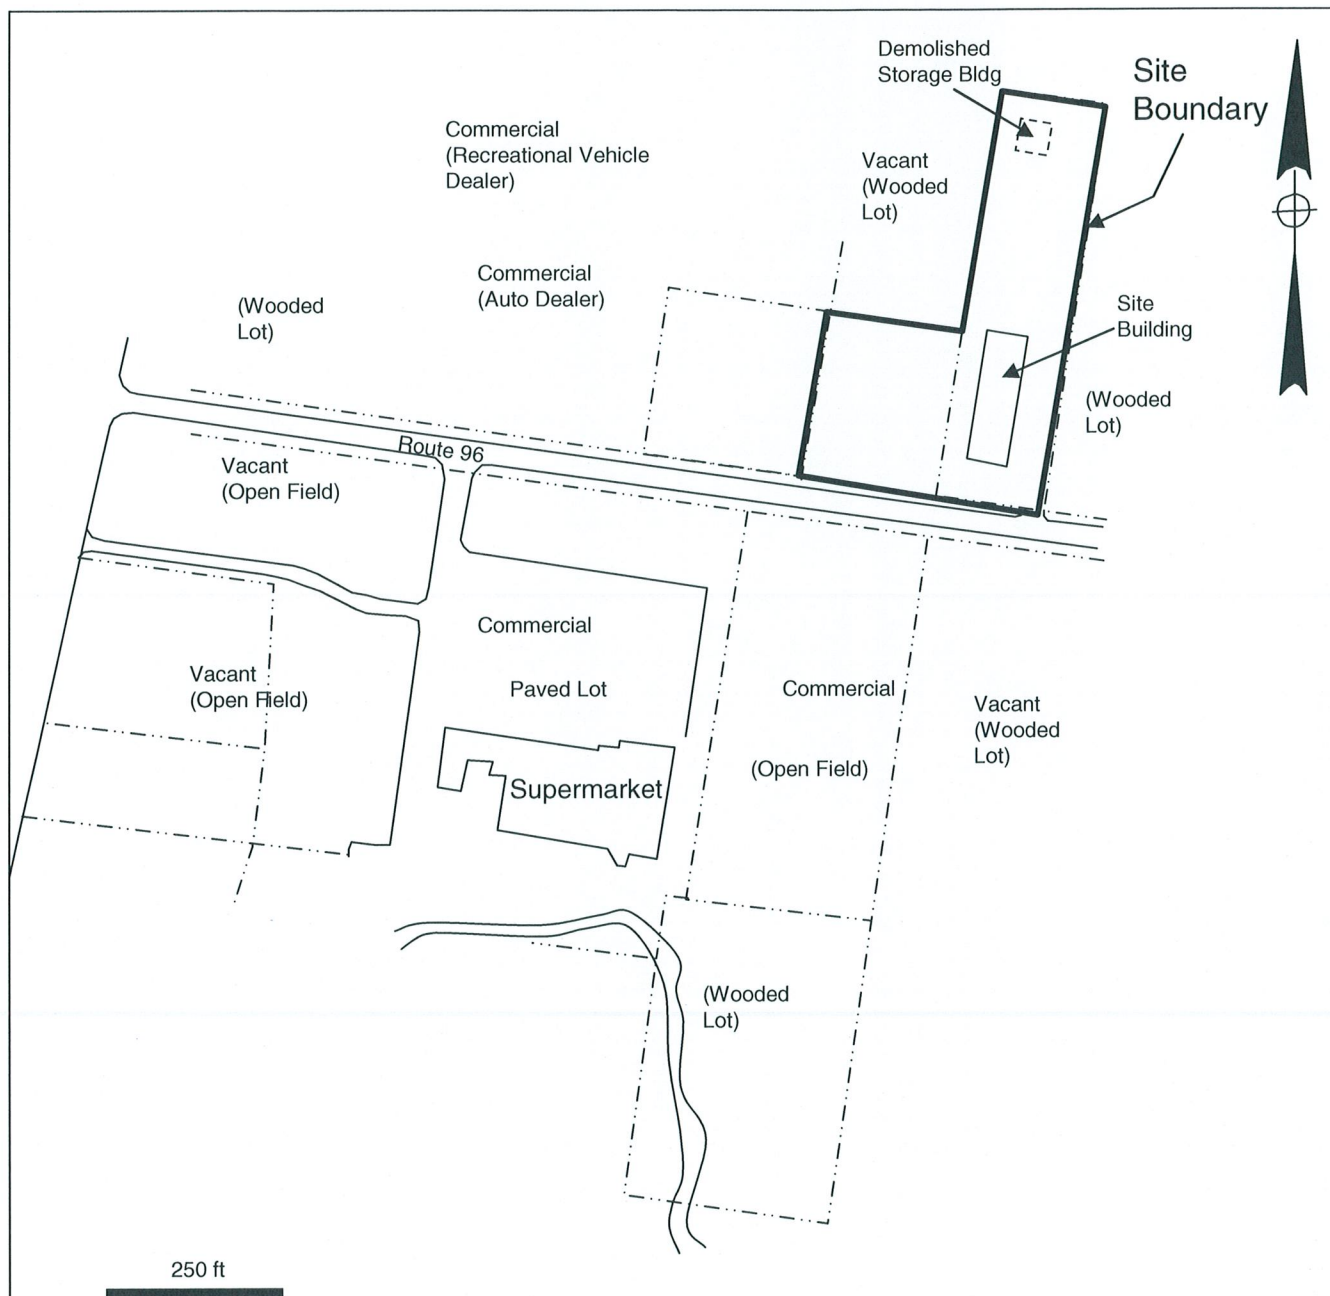 Demolished
Storage Bldg
Site
Boundary
Commercial
(Recreational Vehicle
Dealer)
Vacant
(Wooded
Lot)
Commercial
(Auto Dealer)
(Wooded
Lot)
Site
Building
(Wooded
Lot)
Route 96
Vacant
(Open Field)
Commercial
Paved Lot
Vacant
(Open Field)
Commercial
(Open Field)
Vacant
(Wooded
Lot)
Supermarket
(Wooded
Lot)
250 ft